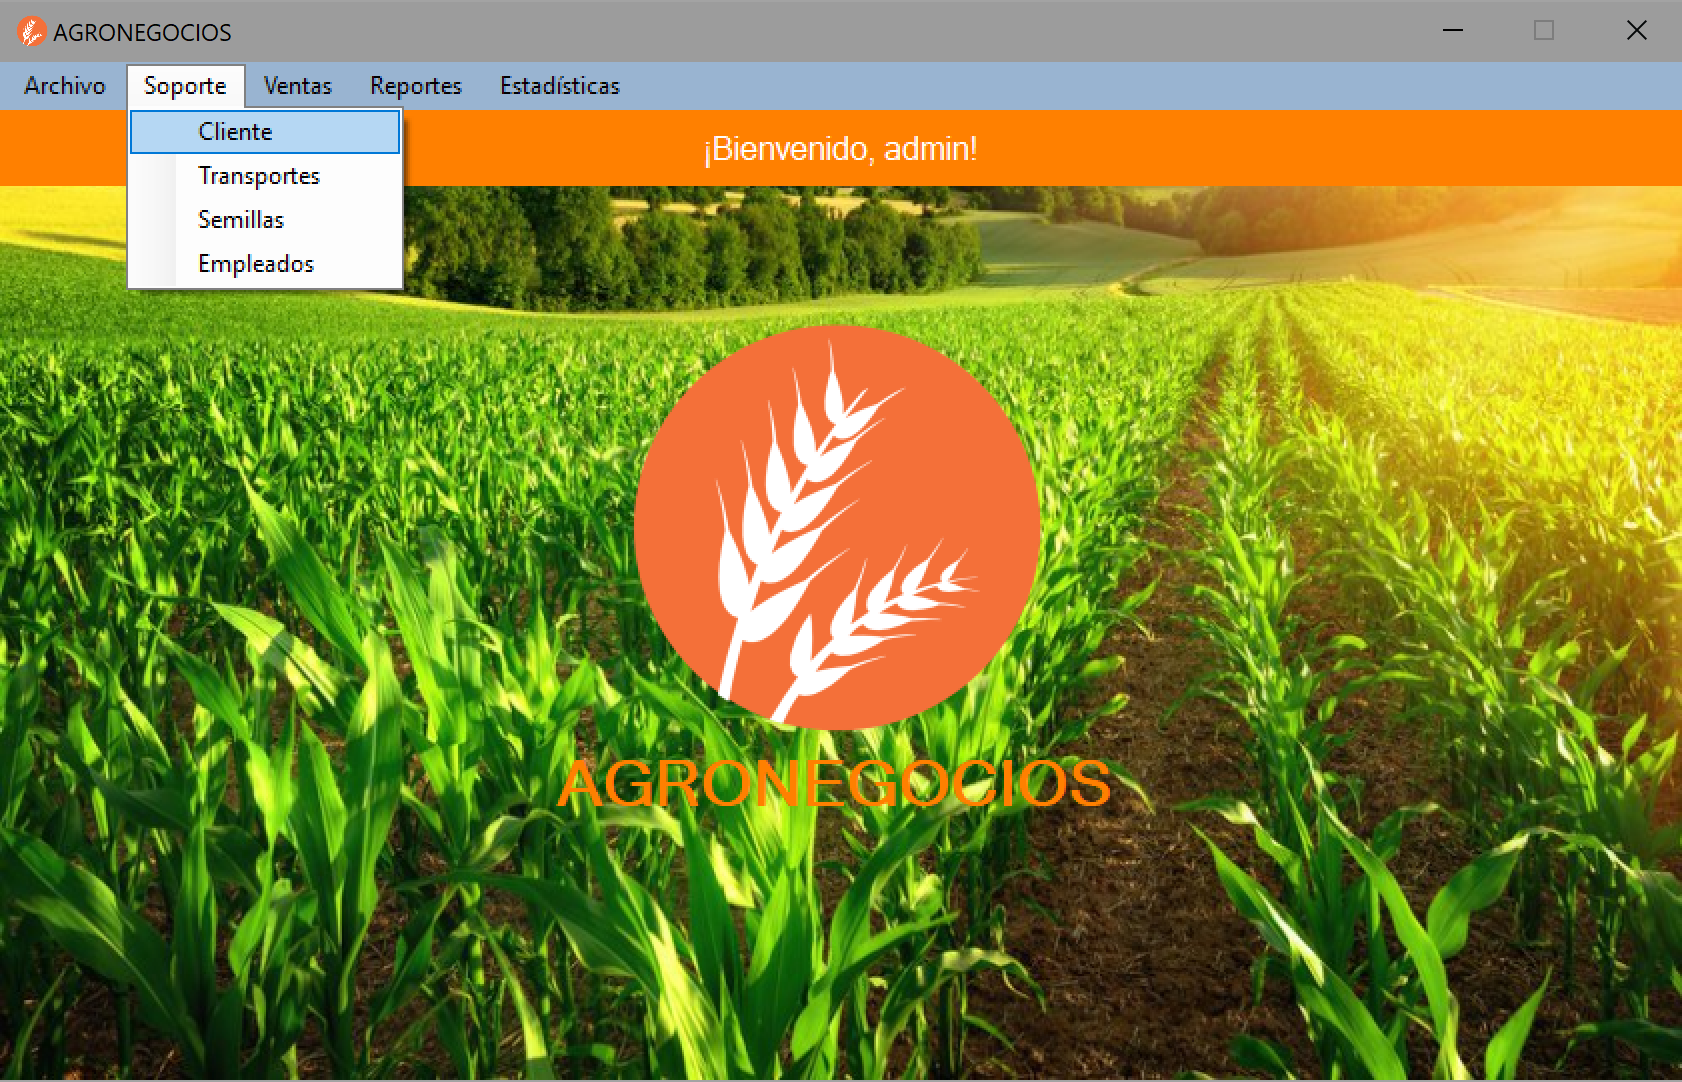 AGRONEGOCIOS
Archivo Soporte Ventas Reportes Estadísticas
Cliente
¡Bienvenido, admin!
Transportes
Semillas
Empleados
AGRONEGOCIOS